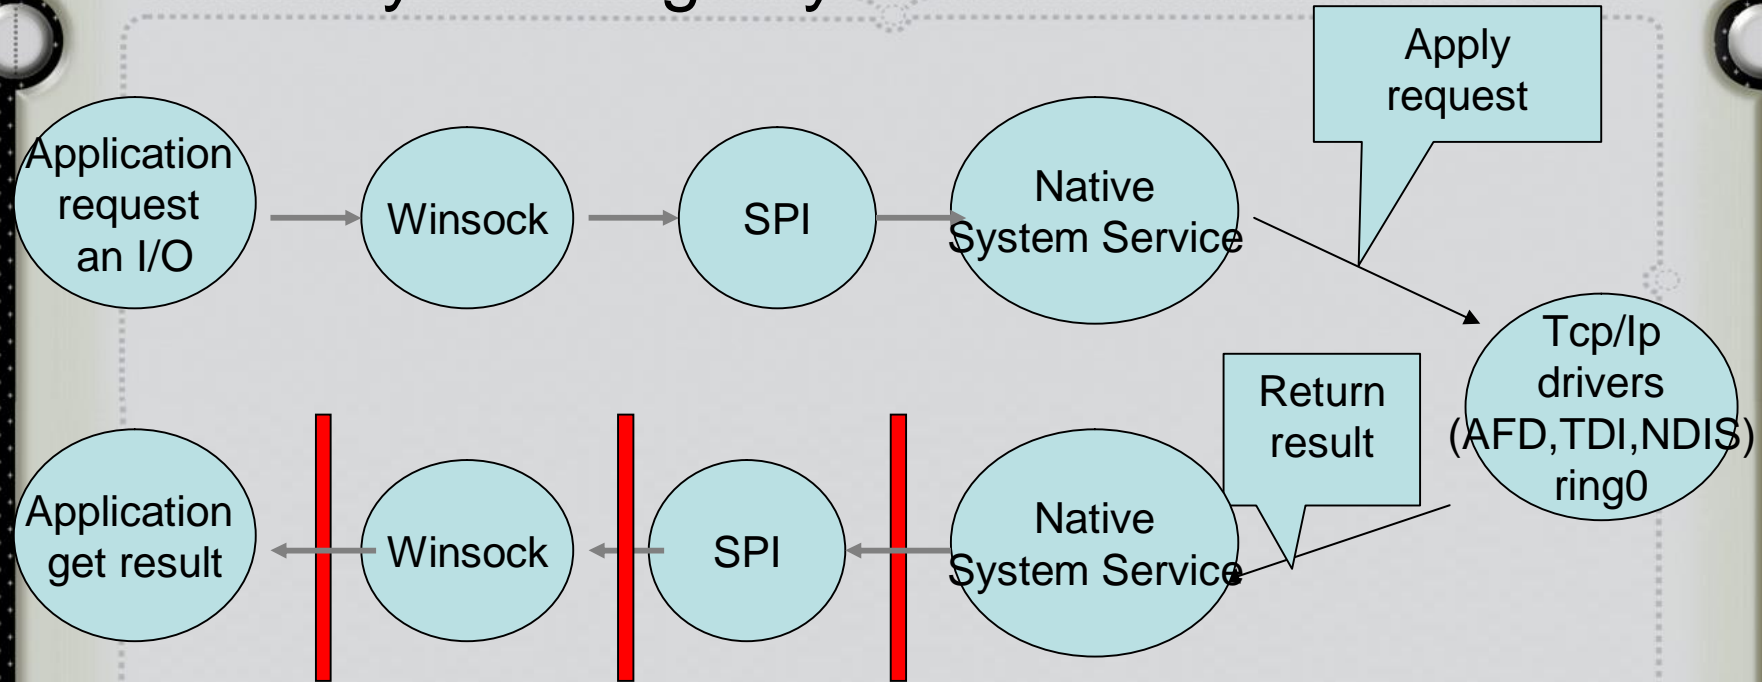 Apply
request
Application
request
an I/O
Winsock
SPI
Native
System Service
Tcp/Ip
drivers
(AFD,TDI,NDIS)
ring0
Return
result
Application
get result
Winsock
SPI
Native
System Service